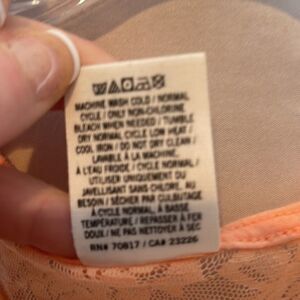 MACHINE WASH COLD / NORMAL
CYCLE / ONLY NON-CHLORINE
BLEACH WHEN NEEDED / TUMBLE
DRY NORMAL CYCLE LOW HEAT /
COOL IRON / DO NOT DRY CLEAN /
LAVABLE À LA MACHINE,
À L'EAU FROIDE / CYCLE NORMAL /
UTILISER UNIQUEMENT DU
JAVELLISANT SANS CHLORE, AU
BESOIN / SÉCHER PAR CULBUTAGE
À CYCLE NORMAL, À BASSE
TEMPÉRATURE / REPASSER À FER
DOUX / NE PAS NETTOYER À SEC
RN# 70817 / CA# 23226